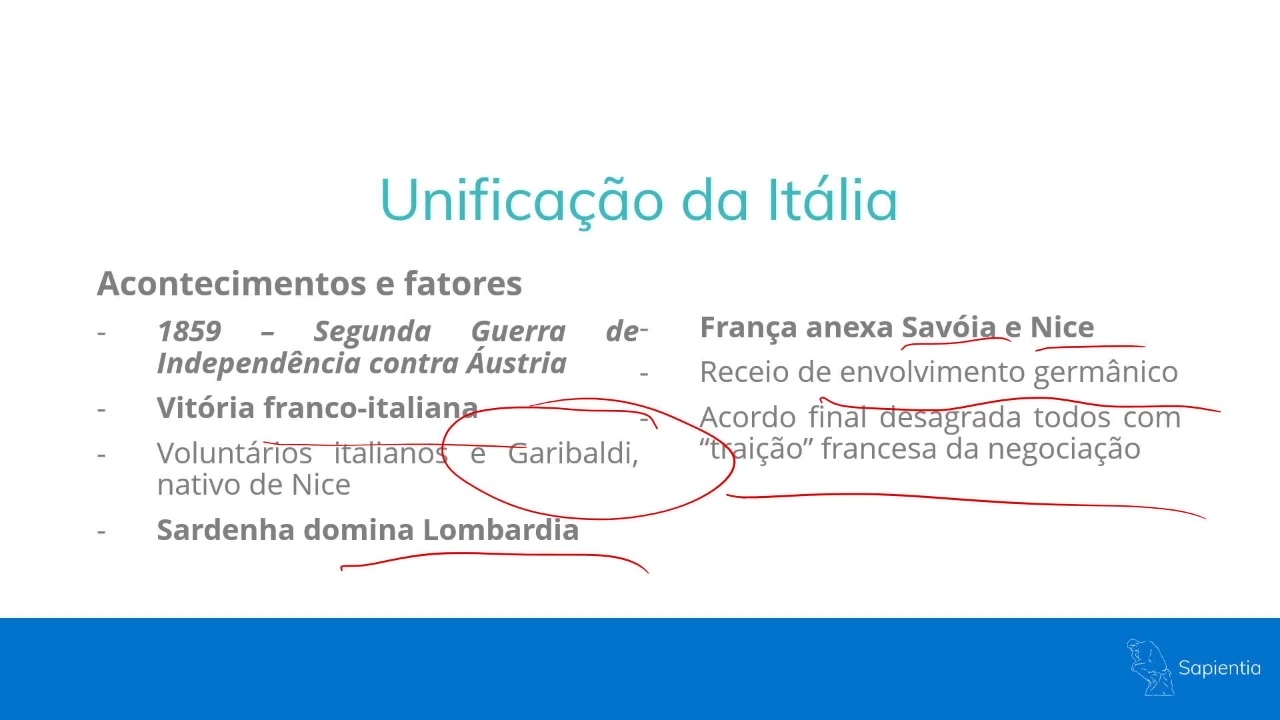 Unificação da Itália
Acontecimentos e fatores
- 1859 – Segunda Guerra de
Independência contra Áustria
- Vitória franco-italiana
- Voluntários italianos e Garibaldi,
nativo de Nice
- Sardenha domina Lombardia
- França anexa Savóia e Nice
- Receio de envolvimento germânico
- Acordo final desagrada todos com
“traição” francesa da negociação
Sapientia